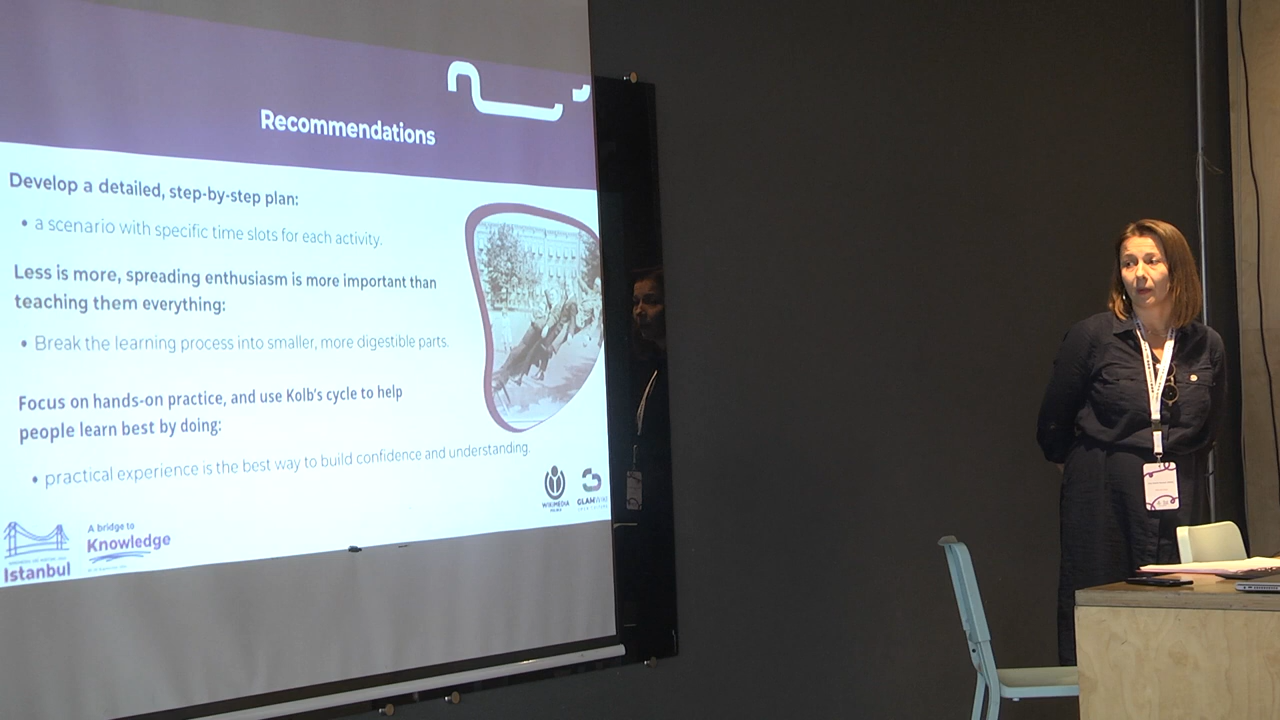 Recommendations
Develop a detailed, step-by-step plan:
• a scenario with specific time slots for each activity.
Less is more, spreading enthusiasm is more important than
teaching them everything:
• Break the learning process into smaller, more digestible parts.
Focus on hands-on practice, and use Kolb's cycle to help
people learn best by doing:
• practical experience is the best way to build confidence and understanding.
WIKIMEDIA
POLSKA
GLAMWIKI
Istanbul
A bridge to
Knowledge